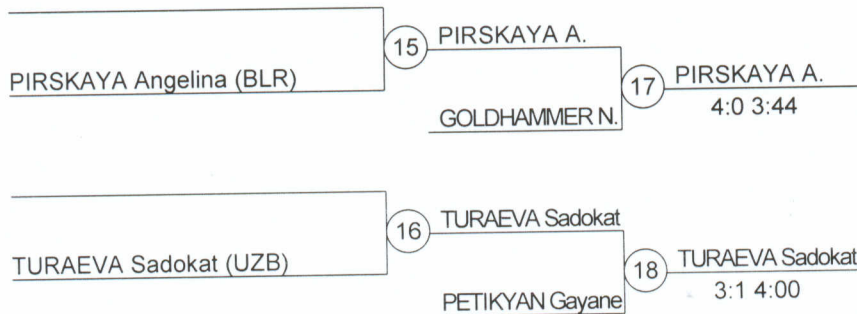 15 PIRSKAYA A.
PIRSKAYA Angelina (BLR)
17 PIRSKAYA A.
4:0 3:44
GOLDHAMMER N.
16 TURAEVA Sadokat
TURAEVA Sadokat (UZB)
18 TURAEVA Sadokat
3:1 4:00
PETIKYAN Gayane